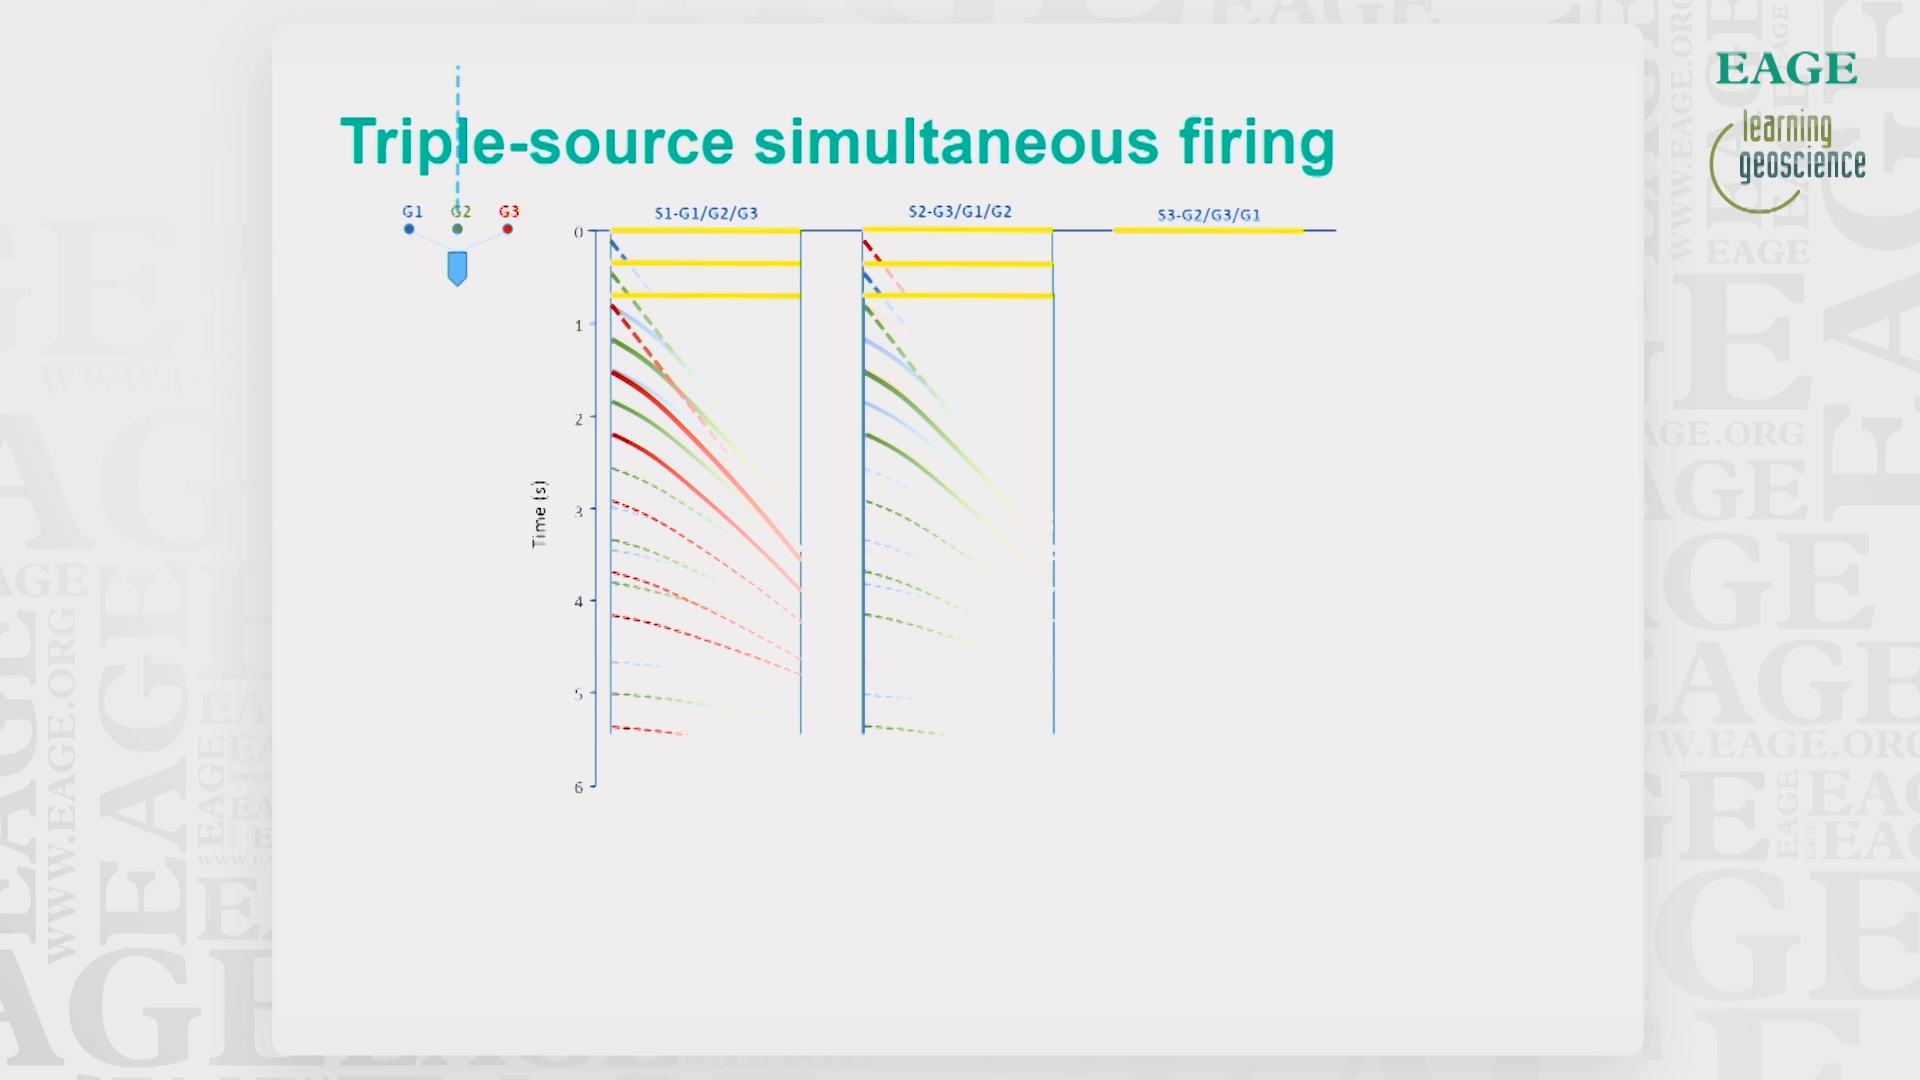 EAGE
learning
geoscience
Triple-source simultaneous firing
G1 G2 G3
S1-G1/G2/G3
S2-G3/G1/G2
S3-G2/G3/G1
0
1
2
3
4
5
6
Time (s)